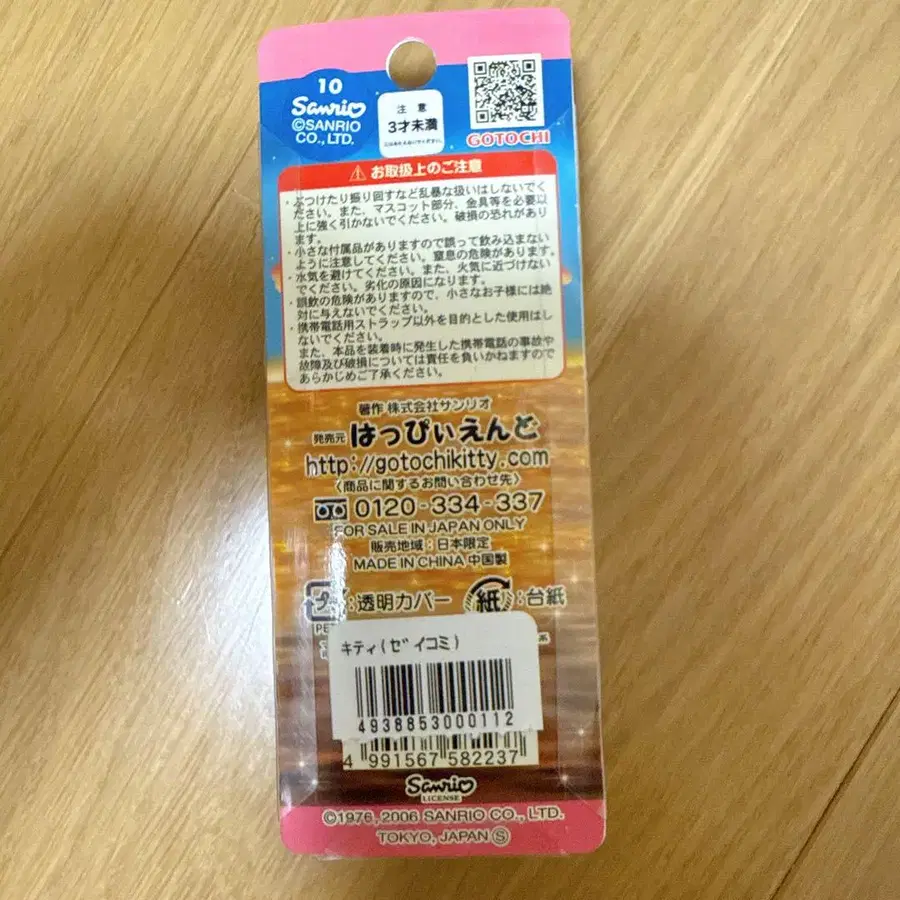 10
Sanrio
©SANRIO
CO., LTD.
注意
3才未満
GOTOCHI
お取扱上のご注意
・ぶつけたり振り回すなど乱暴な扱いはしないでく
ださい。また、マスコット部分、金具等を必要以
上に強く引かないでください。破損の恐れがあり
ます。
・小さな付属品がありますので誤って飲み込まない
ように注意してください。窒息の危険があります。
・水気を避けてください。また、火気に近づけない
でください。劣化の原因になります。
・誤飲の危険がありますので、小さなお子様には絶
対に与えないでください。
・携帯電話用ストラップ以外を目的とした使用はし
ないでください。
また、本品を装着時に発生した携帯電話の事故や
故障及び破損については責任を負いかねますので
あらかじめご了承ください。
著作 株式会社サンリオ
発売元 はっぴぃえんど
http://gotochikitty.com
〈商品に関するお問い合わせ先〉
0120-334-337
FOR SALE IN JAPAN ONLY
販売地域：日本限定
MADE IN CHINA 中国製
プラ：透明カバー 紙：台紙
キティ(ゼイコミ)
4938853000112
4 991567 582237
Sanrio
LICENSE
©1976, 2006 SANRIO CO., LTD.
TOKYO, JAPAN Ⓢ